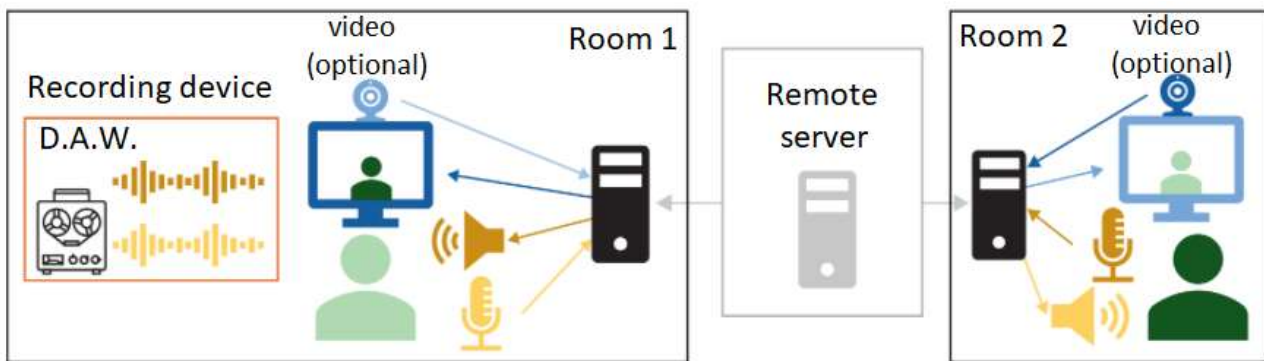 video
(optional)
Room 1
Recording device
D.A.W.
Remote
server
Room 2
video
(optional)